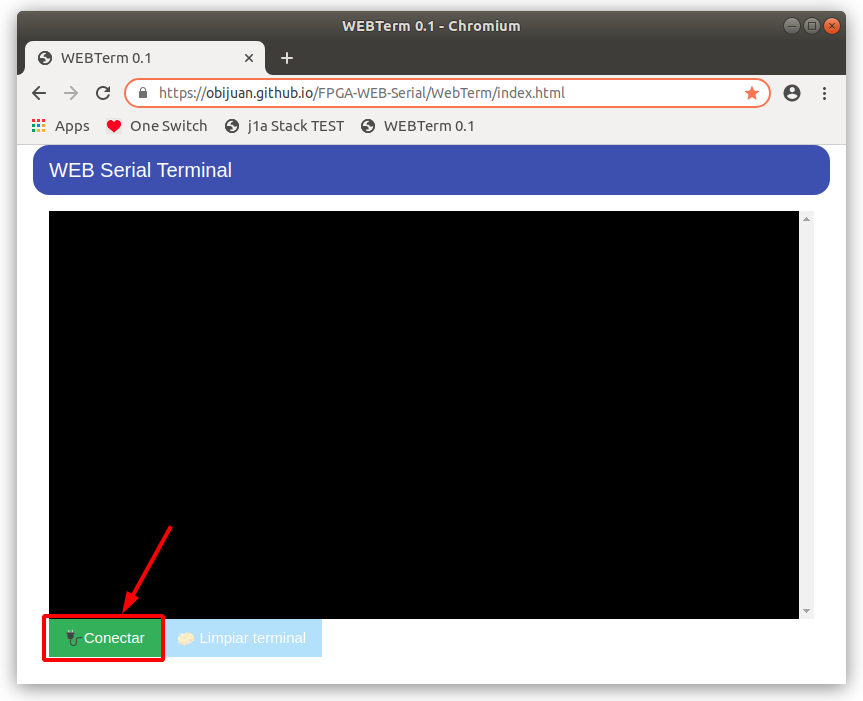 WEBTerm 0.1 - Chromium
WEBTerm 0.1
https://obijuan.github.io/FPGA-WEB-Serial/WebTerm/index.html
Apps One Switch j1a Stack TEST WEBTerm 0.1
WEB Serial Terminal
Conectar Limpiar terminal